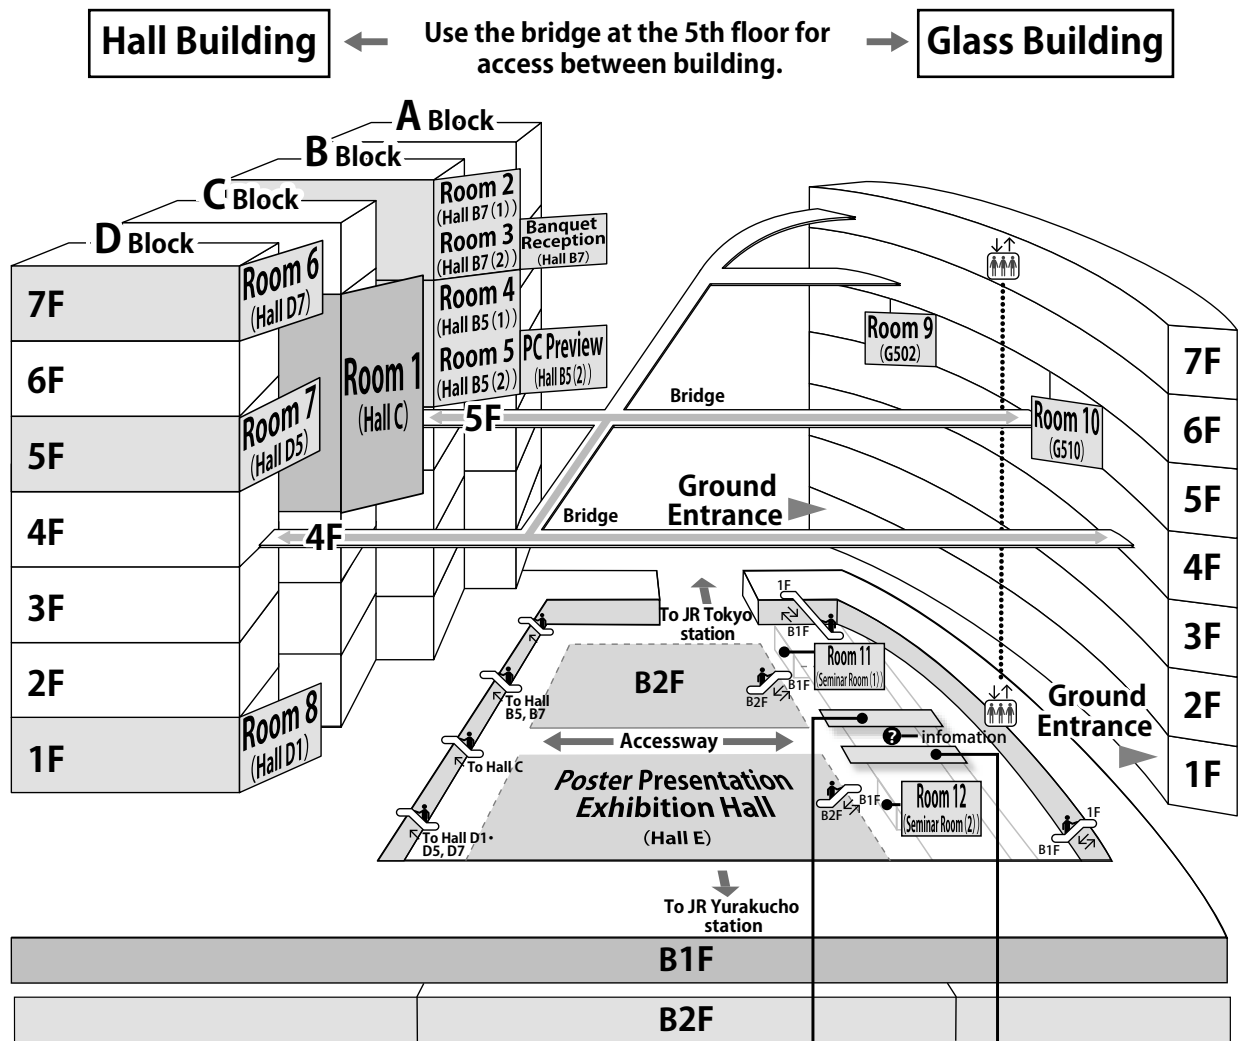 Hall Building
Use the bridge at the 5th floor for
access between building.
Glass Building
A Block
B Block
C Block
D Block
7F
6F
5F
4F
3F
2F
1F
Room 6
(Hall D7)
Room 7
(Hall D5)
Room 8
(Hall D1)
Room 1
(Hall C)
Room 2
(Hall B7 (1))
Room 3
(Hall B7 (2))
Banquet
Reception
(Hall B7)
Room 4
(Hall B5 (1))
Room 5
(Hall B5 (2))
PC Preview
(Hall B5 (2))
5F
Bridge
4F
Bridge
Room 9
(G502)
Room 10
(G510)
Ground
Entrance
7F
6F
5F
4F
3F
2F
1F
Ground
Entrance
To JR Tokyo
station
1F
B1F
Room 11
(Seminar Room (1))
B1F
B2F
B2F
To Hall
B5, B7
Accessway
infomation
To Hall C
Poster Presentation
Exhibition Hall
(Hall E)
B1F
B2F
Room 12
(Seminar Room (2))
1F
B1F
To Hall D1・
D5, D7
To JR Yurakucho
station
B1F
B2F